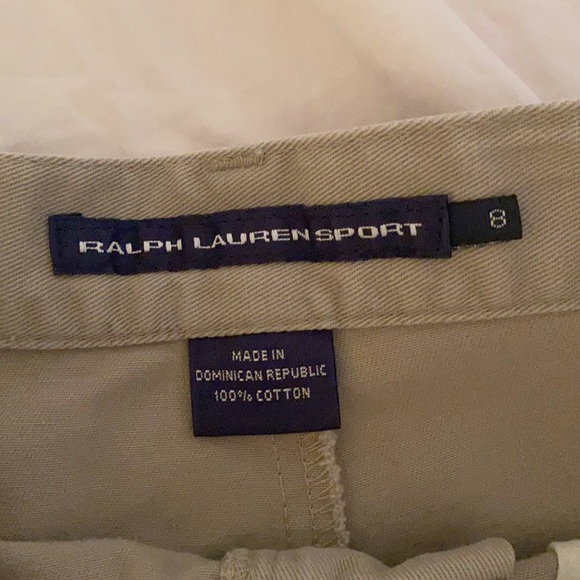 RALPH LAUREN SPORT 8
MADE IN
DOMINICAN REPUBLIC
100% COTTON